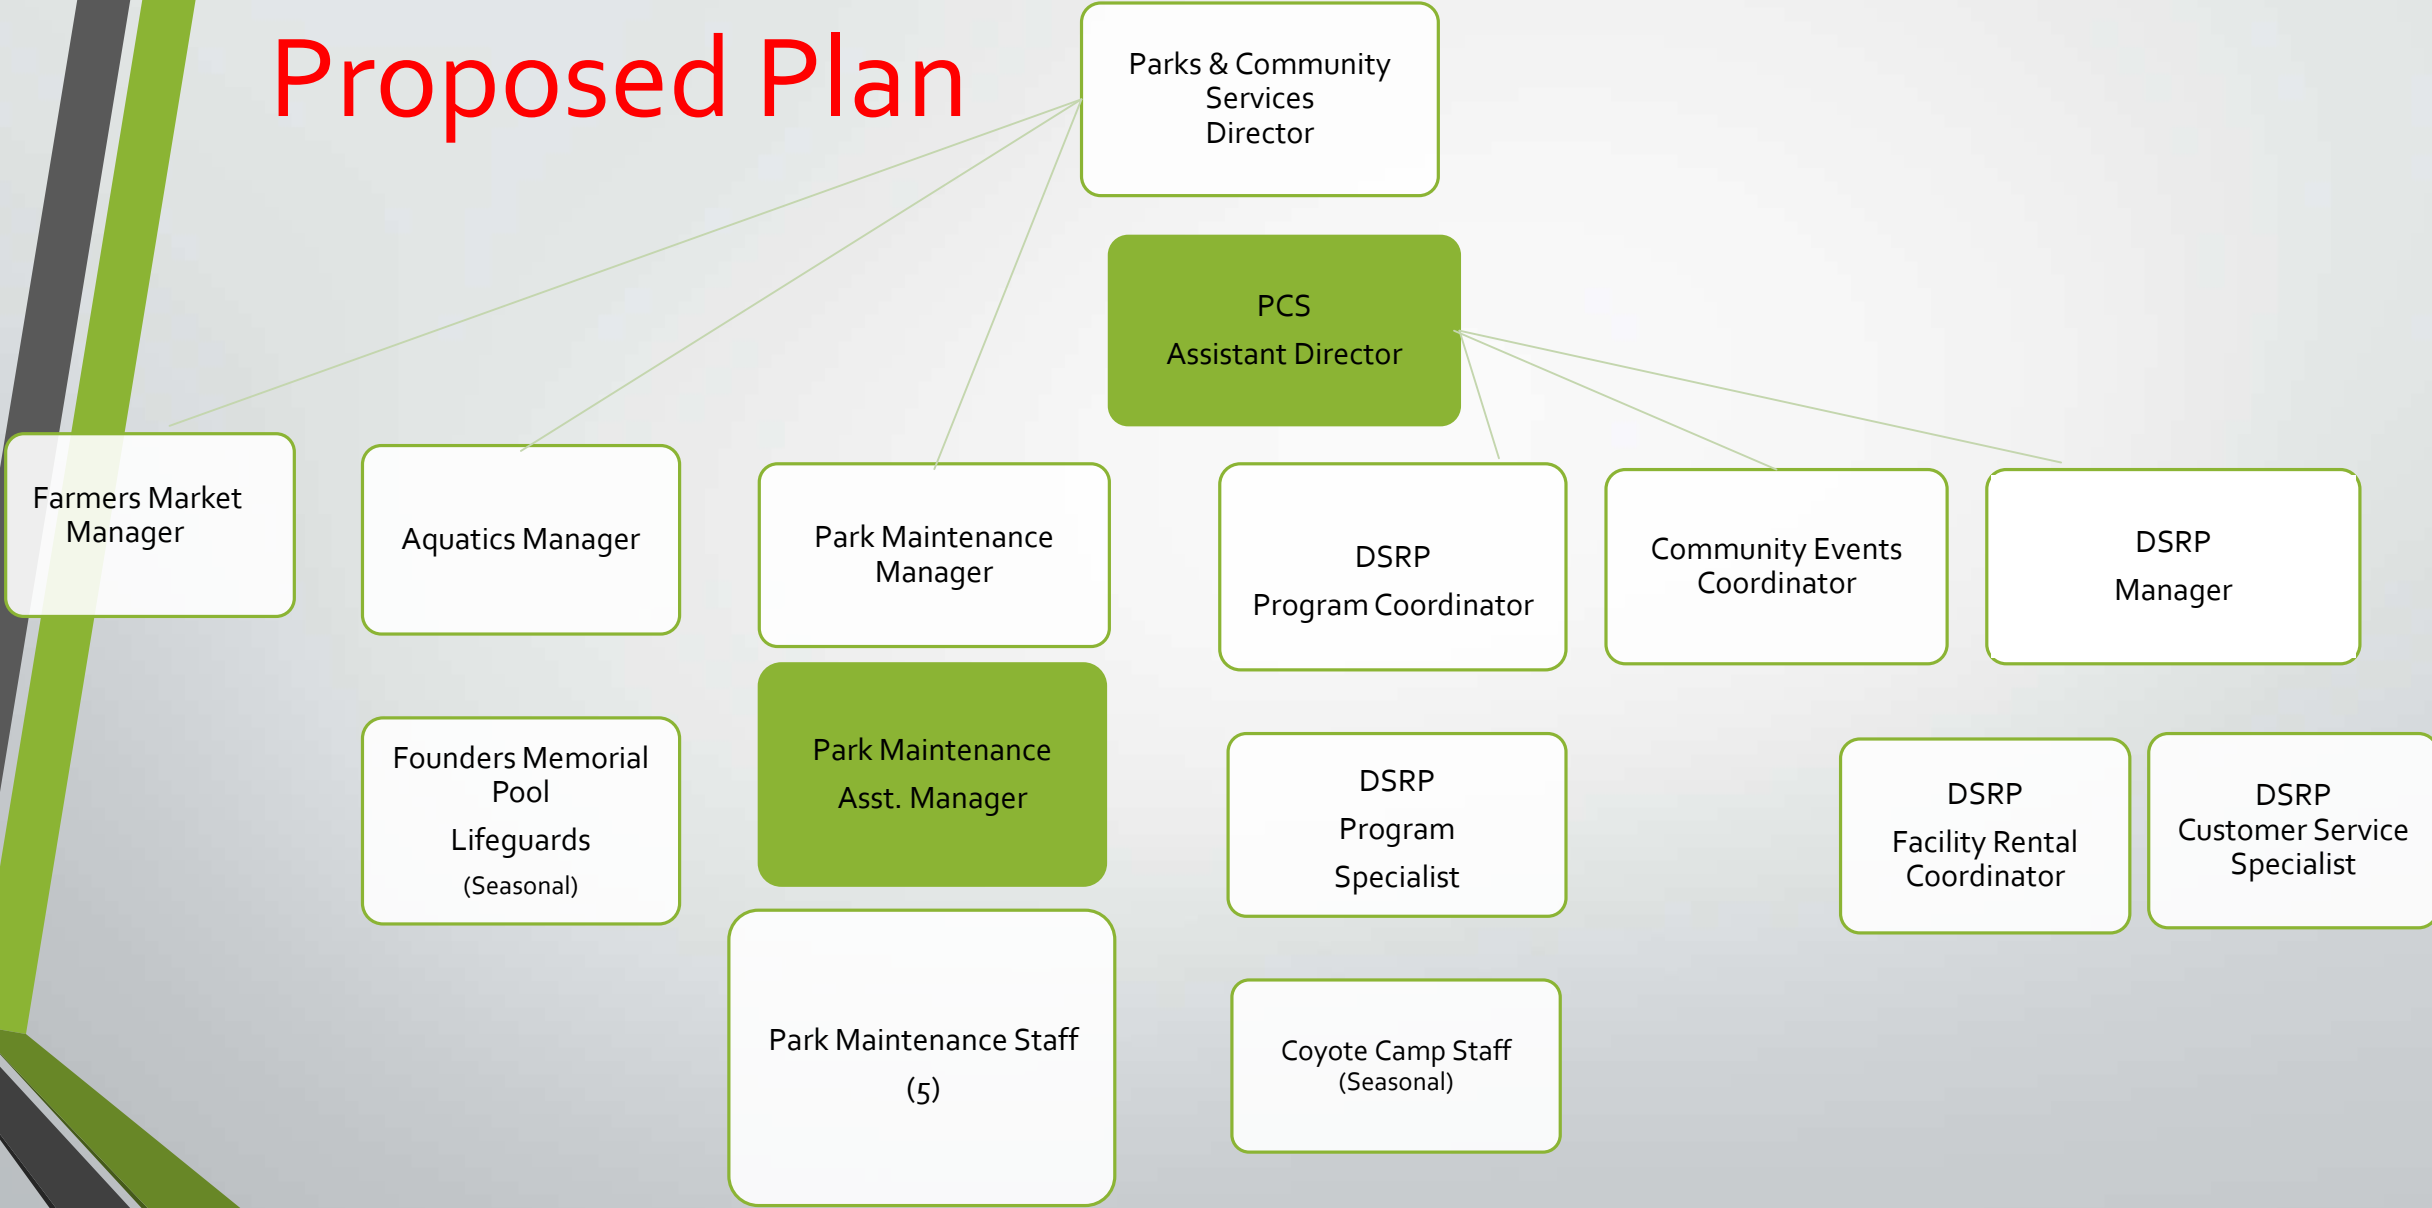 Proposed Plan
Parks & Community
Services
Director
PCS
Assistant Director
Farmers Market
Manager
Aquatics Manager
Park Maintenance
Manager
DSRP
Program Coordinator
Community Events
Coordinator
DSRP
Manager
Founders Memorial
Pool
Lifeguards
(Seasonal)
Park Maintenance
Asst. Manager
DSRP
Program
Specialist
DSRP
Facility Rental
Coordinator
DSRP
Customer Service
Specialist
Park Maintenance Staff
(5)
Coyote Camp Staff
(Seasonal)